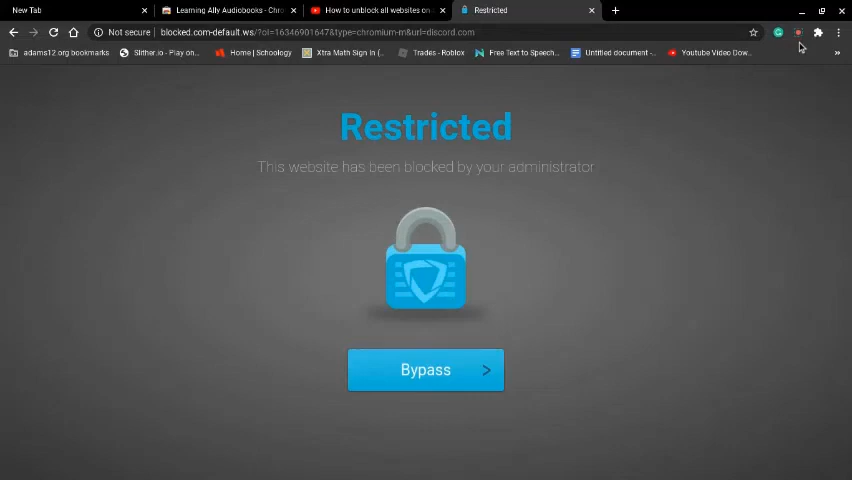 New Tab
Learning Ally Audiobooks - Chro
How to unblock all websites on
Restricted
Not secure | blocked.com-default.ws/?oi=16346901647&type=chromium-m&url=discord.com
adams12 org bookmarks
Slither.io - Play on...
Home | Schoology
Xtra Math Sign In (...
Trades - Roblox
Free Text to Speech...
Untitled document -...
Youtube Video Dow...
»
Restricted
This website has been blocked by your administrator
Bypass >